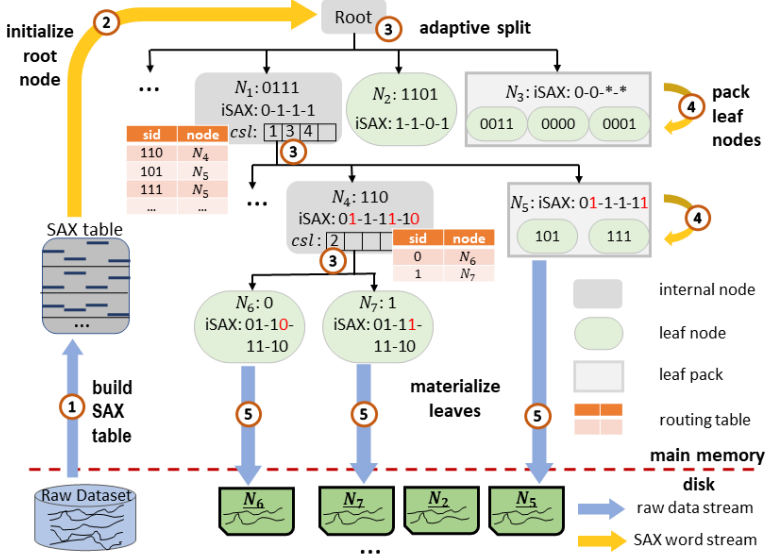 initialize
root
node
2
Root
3
adaptive split
...
N1: 0111
iSAX: 0-1-1-1
csl: 1 3 4
N2: 1101
iSAX: 1-1-0-1
N3: iSAX: 0-0-*-*
0011 0000 0001
4
pack
leaf
nodes
sid node
110 N4
101 N5
111 N5
... ...
3
...
N4: 110
iSAX: 01-1-11-10
csl: 2
3
sid node
0 N6
1 N7
N5: iSAX: 01-1-1-11
101 111
4
SAX table
...
N6: 0
iSAX: 01-10-
11-10
N7: 1
iSAX: 01-11-
11-10
internal node
leaf node
leaf pack
routing table
1
build
SAX
table
5
5
materialize
leaves
5
main memory
disk
Raw Dataset
N6
N7
N2
N5
...
raw data stream
SAX word stream